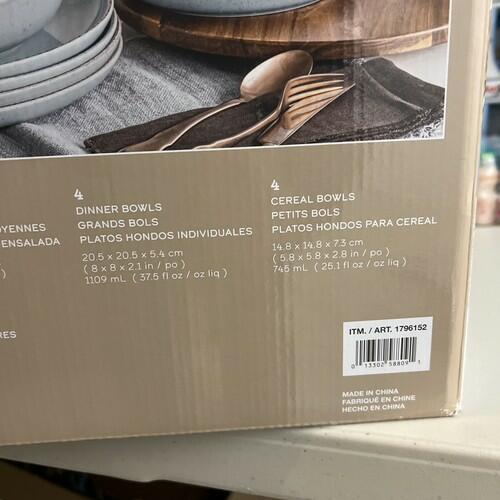 OYENNES
ENSALADA
)
RES
4
DINNER BOWLS
GRANDS BOLS
PLATOS HONDOS INDIVIDUALES
20.5 x 20.5 x 5.4 cm
( 8 x 8 x 2.1 in / po )
1109 mL ( 37.5 fl oz / oz liq )
4
CEREAL BOWLS
PETITS BOLS
PLATOS HONDOS PARA CEREAL
14.8 x 14.8 x 7.3 cm
( 5.8 x 5.8 x 2.8 in / po )
745 mL ( 25.1 fl oz / oz liq )
ITM. / ART. 1796152
0 13302 58809 1
MADE IN CHINA
FABRIQUÉ EN CHINE
HECHO EN CHINA